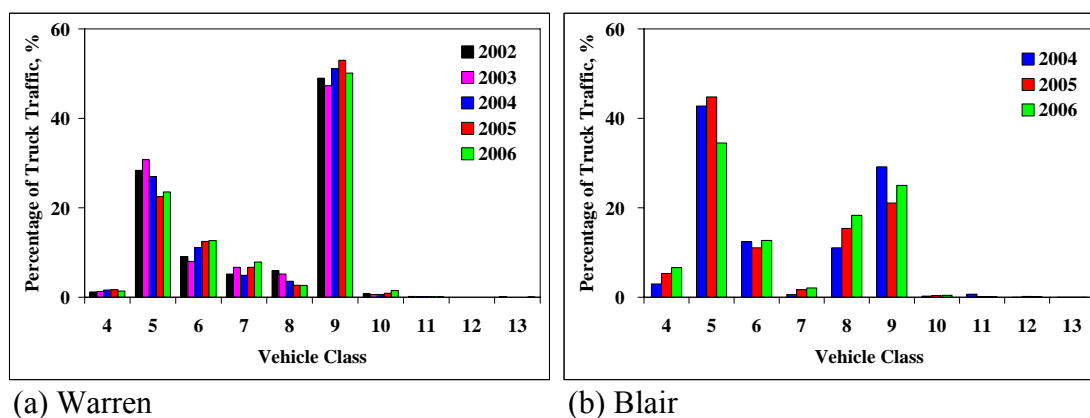 Percentage of Truck Traffic, %
60
40
20
0
2002
2003
2004
2005
2006
4 5 6 7 8 9 10 11 12 13
Vehicle Class
(a) Warren
Percentage of Truck Traffic, %
60
40
20
0
2004
2005
2006
4 5 6 7 8 9 10 11 12 13
Vehicle Class
(b) Blair